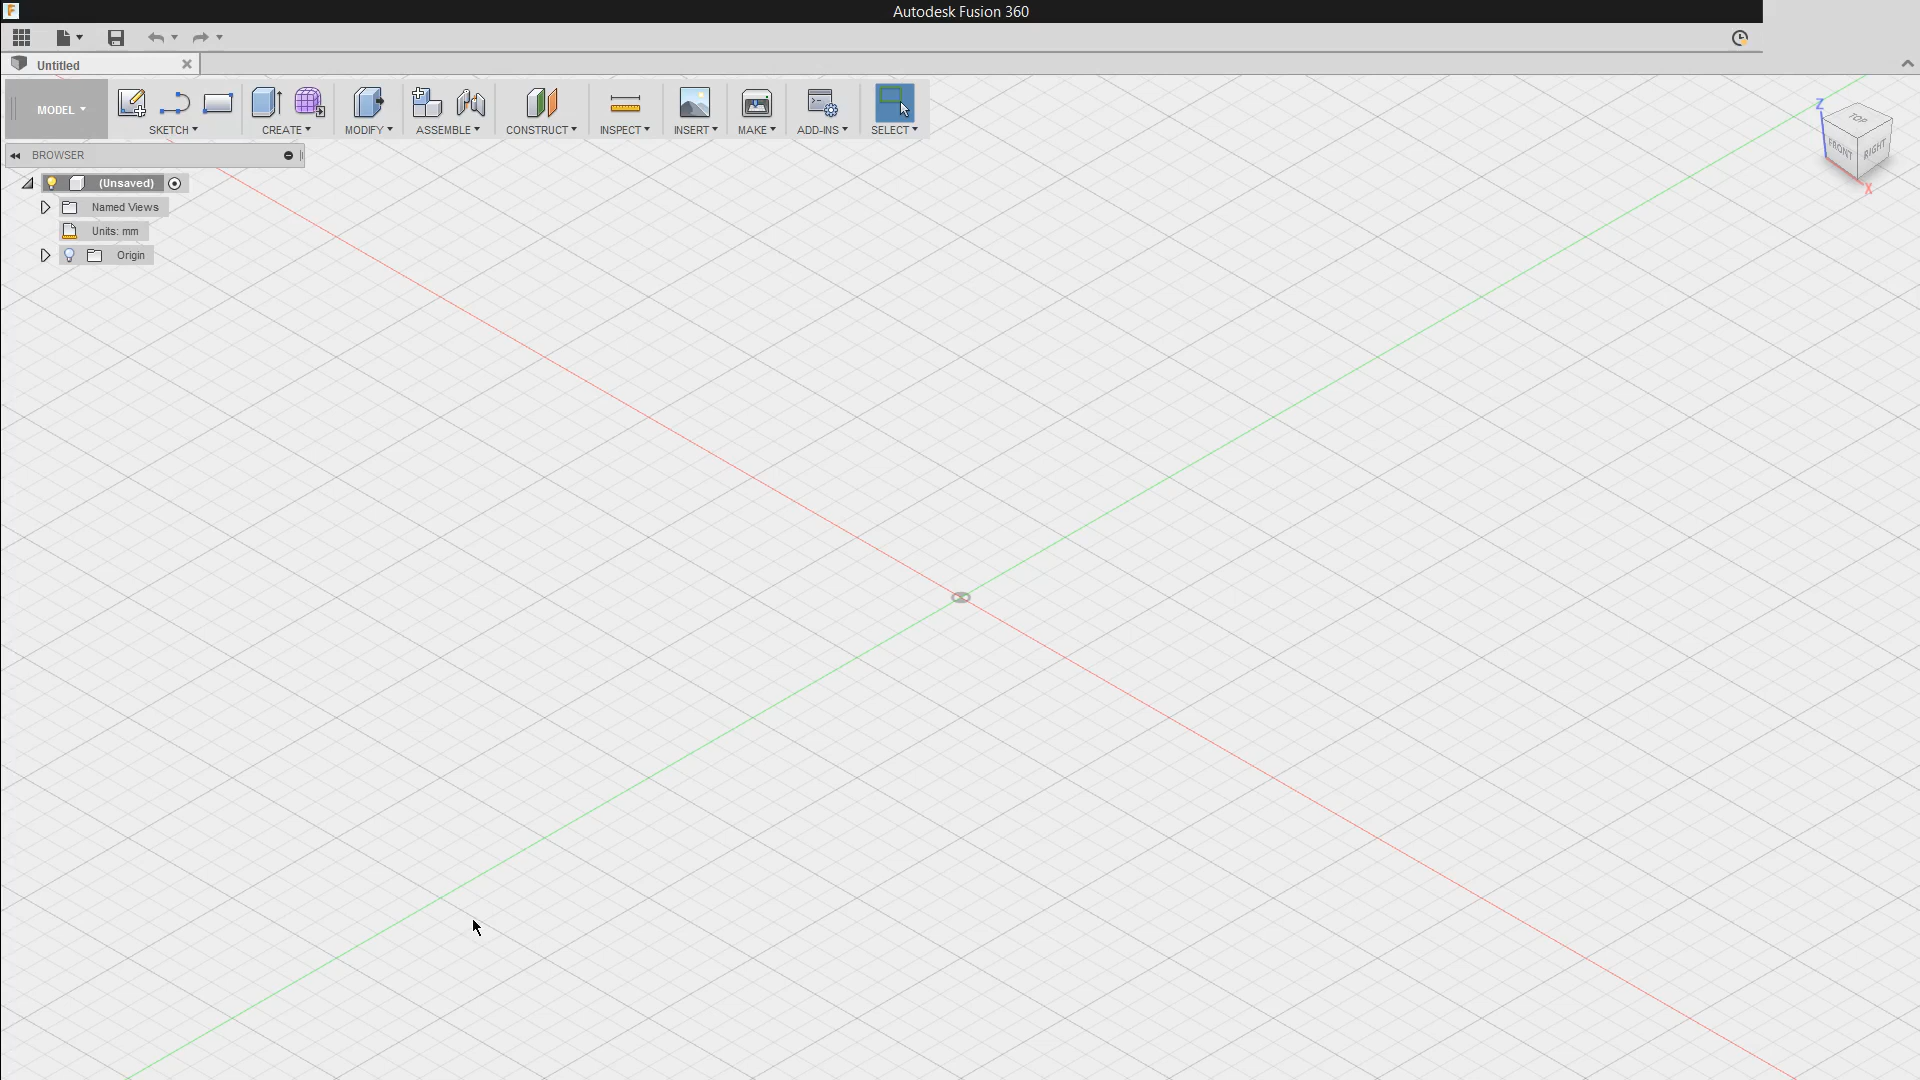 F
Autodesk Fusion 360
Untitled
MODEL
SKETCH
CREATE
MODIFY
ASSEMBLE
CONSTRUCT
INSPECT
INSERT
MAKE
ADD-INS
SELECT
BROWSER
(Unsaved)
Named Views
Units: mm
Origin
Z
TOP
FRONT
RIGHT
X